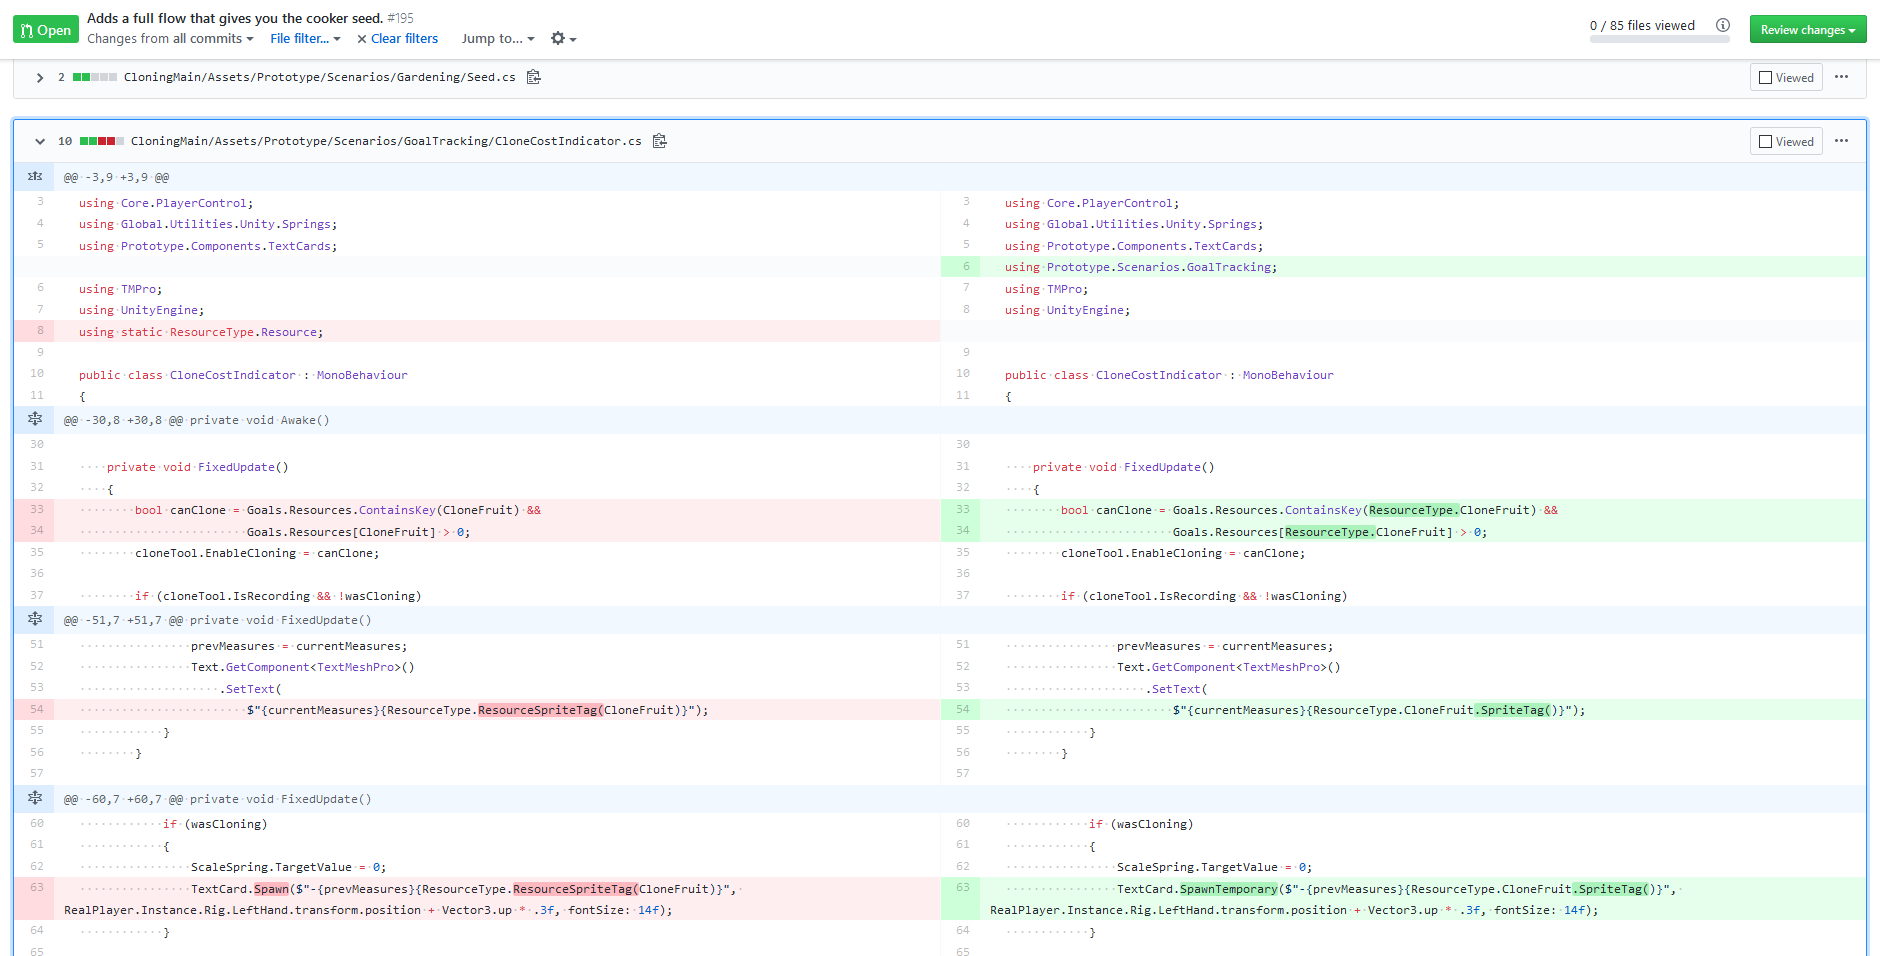 Open
Adds a full flow that gives you the cooker seed. #195
Changes from all commits File filter... Clear filters Jump to...
0 / 85 files viewed
Review changes
2 CloningMain/Assets/Prototype/Scenarios/Gardening/Seed.cs Viewed ...
10 CloningMain/Assets/Prototype/Scenarios/GoalTracking/CloneCostIndicator.cs Viewed ...
@@ -3,9 +3,9 @@
3 using Core.PlayerControl; 3 using Core.PlayerControl;
4 using Global.Utilities.Unity.Springs; 4 using Global.Utilities.Unity.Springs;
5 using Prototype.Components.TextCards; 5 using Prototype.Components.TextCards;
6 using Prototype.Scenarios.GoalTracking;
6 using TMPro; 7 using TMPro;
7 using UnityEngine; 8 using UnityEngine;
8 using static ResourceType.Resource;
9 9
10 public class CloneCostIndicator : MonoBehaviour 10 public class CloneCostIndicator : MonoBehaviour
11 { 11 {
@@ -30,8 +30,8 @@ private void Awake()
30 30
31 private void FixedUpdate() 31 private void FixedUpdate()
32 { 32 {
33 bool canClone = Goals.Resources.ContainsKey(CloneFruit) && 33 bool canClone = Goals.Resources.ContainsKey(ResourceType.CloneFruit) &&
34 Goals.Resources[CloneFruit] > 0; 34 Goals.Resources[ResourceType.CloneFruit] > 0;
35 cloneTool.EnableCloning = canClone; 35 cloneTool.EnableCloning = canClone;
36 36
37 if (cloneTool.IsRecording && !wasCloning) 37 if (cloneTool.IsRecording && !wasCloning)
@@ -51,7 +51,7 @@ private void FixedUpdate()
51 prevMeasures = currentMeasures; 51 prevMeasures = currentMeasures;
52 Text.GetComponent<TextMeshPro>() 52 Text.GetComponent<TextMeshPro>()
53 .SetText( 53 .SetText(
54 $"{currentMeasures}{ResourceType.ResourceSpriteTag(CloneFruit)}"); 54 $"{currentMeasures}{ResourceType.CloneFruit.SpriteTag()}");
55 } 55 }
56 } 56 }
57 57
@@ -60,7 +60,7 @@ private void FixedUpdate()
60 if (wasCloning) 60 if (wasCloning)
61 { 61 {
62 ScaleSpring.TargetValue = 0; 62 ScaleSpring.TargetValue = 0;
63 TextCard.Spawn($"-{prevMeasures}{ResourceType.ResourceSpriteTag(CloneFruit)}", 63 TextCard.SpawnTemporary($"-{prevMeasures}{ResourceType.CloneFruit.SpriteTag()}",
RealPlayer.Instance.Rig.LeftHand.transform.position + Vector3.up * .3f, fontSize: 14f); RealPlayer.Instance.Rig.LeftHand.transform.position + Vector3.up * .3f, fontSize: 14f);
64 } 64 }
65 65